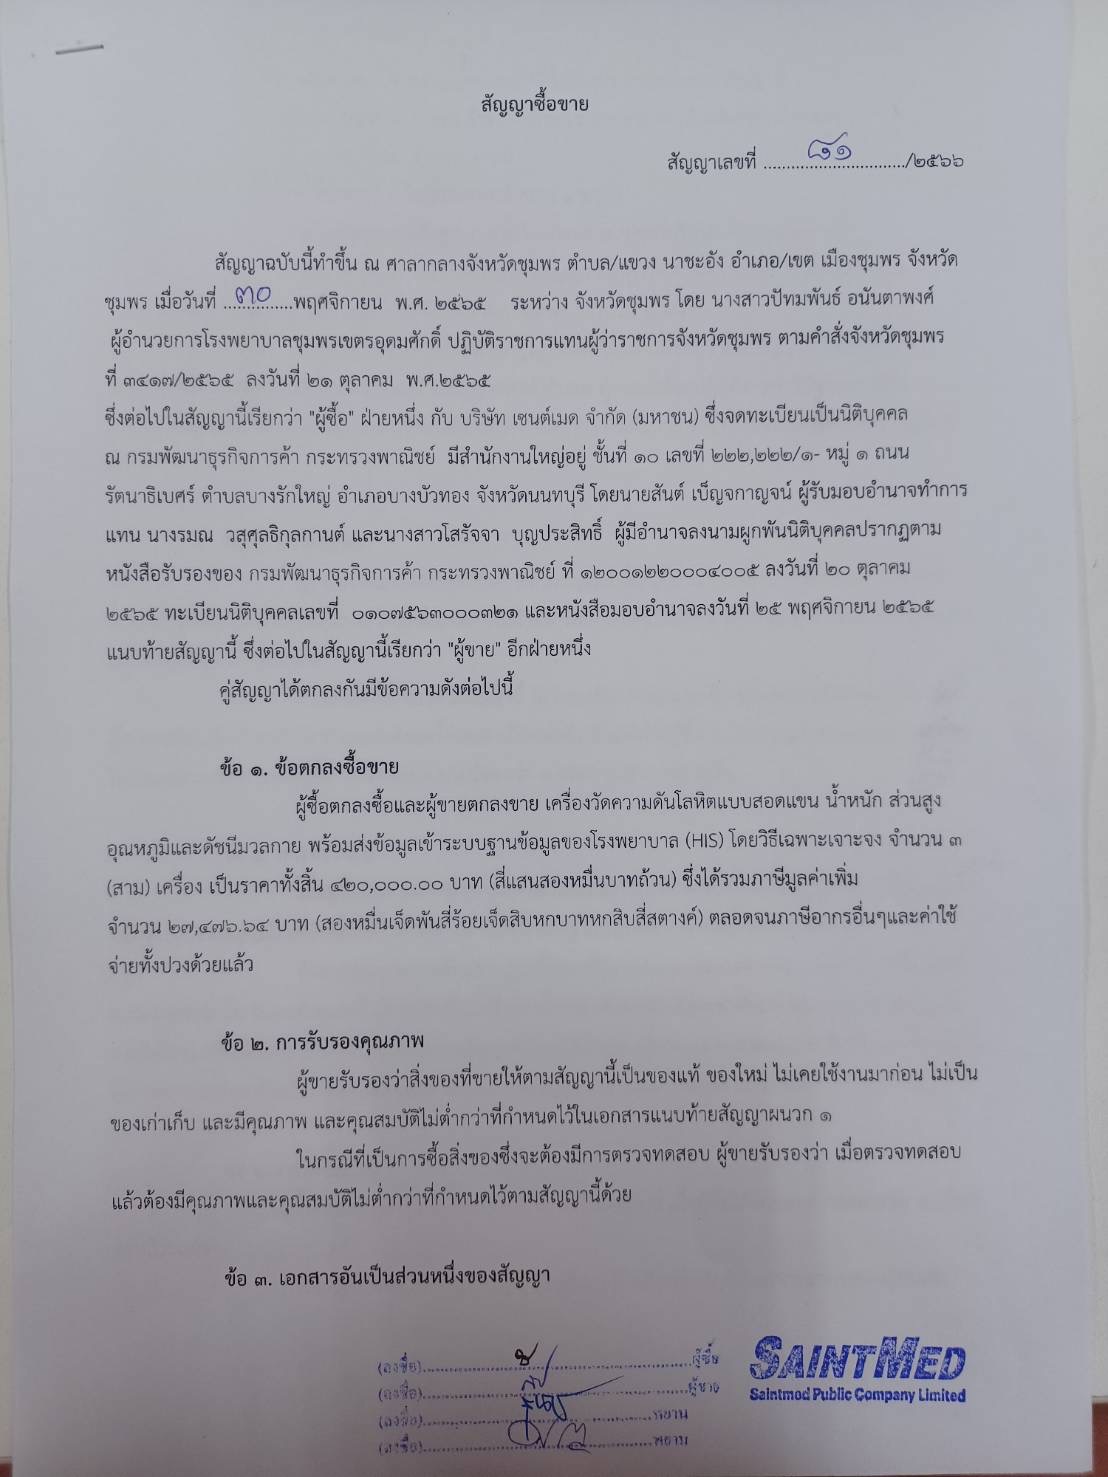 สัญญาซื้อขาย
สัญญาเลขที่ ................๘๑................/๒๕๖๖
สัญญาฉบับนี้ทำขึ้น ณ ศาลากลางจังหวัดชุมพร ตำบล/แขวง นาชะอัง อำเภอ/เขต เมืองชุมพร จังหวัด
ชุมพร เมื่อวันที่ ....๓๐....พฤศจิกายน พ.ศ. ๒๕๖๕ ระหว่าง จังหวัดชุมพร โดย นางสาวปัทมพันธ์ อนันตาพงศ์
ผู้อำนวยการโรงพยาบาลชุมพรเขตรอุดมศักดิ์ ปฏิบัติราชการแทนผู้ว่าราชการจังหวัดชุมพร ตามคำสั่งจังหวัดชุมพร
ที่ ๓๔๑๗/๒๕๖๕ ลงวันที่ ๒๑ ตุลาคม พ.ศ.๒๕๖๕
ซึ่งต่อไปในสัญญานี้เรียกว่า "ผู้ซื้อ" ฝ่ายหนึ่ง กับ บริษัท เซนต์เมด จำกัด (มหาชน) ซึ่งจดทะเบียนเป็นนิติบุคคล
ณ กรมพัฒนาธุรกิจการค้า กระทรวงพาณิชย์ มีสำนักงานใหญ่อยู่ ชั้นที่ ๑๐ เลขที่ ๒๒๒,๒๒๒/๑- หมู่ ๑ ถนน
รัตนาธิเบศร์ ตำบลบางรักใหญ่ อำเภอบางบัวทอง จังหวัดนนทบุรี โดยนายสันต์ เบ็ญจกาญจน์ ผู้รับมอบอำนาจทำการ
แทน นางรมณ วสุศุลธิกุลกานต์ และนางสาวโสรัจจา บุญประสิทธิ์ ผู้มีอำนาจลงนามผูกพันนิติบุคคลปรากฏตาม
หนังสือรับรองของ กรมพัฒนาธุรกิจการค้า กระทรวงพาณิชย์ ที่ ๑๒๐๐๑๒๒๐๐๐๔๐๐๕ ลงวันที่ ๒๐ ตุลาคม
๒๕๖๕ ทะเบียนนิติบุคคลเลขที่ ๐๑๐๗๕๖๓๐๐๐๓๒๑ และหนังสือมอบอำนาจลงวันที่ ๒๕ พฤศจิกายน ๒๕๖๕
แนบท้ายสัญญานี้ ซึ่งต่อไปในสัญญานี้เรียกว่า "ผู้ขาย" อีกฝ่ายหนึ่ง
คู่สัญญาได้ตกลงกันมีข้อความดังต่อไปนี้
ข้อ ๑. ข้อตกลงซื้อขาย
ผู้ซื้อตกลงซื้อและผู้ขายตกลงขาย เครื่องวัดความดันโลหิตแบบสอดแขน น้ำหนัก ส่วนสูง
อุณหภูมิและดัชนีมวลกาย พร้อมส่งข้อมูลเข้าระบบฐานข้อมูลของโรงพยาบาล (HIS) โดยวิธีเฉพาะเจาะจง จำนวน ๓
(สาม) เครื่อง เป็นราคาทั้งสิ้น ๔๒๐,๐๐๐.๐๐ บาท (สี่แสนสองหมื่นบาทถ้วน) ซึ่งได้รวมภาษีมูลค่าเพิ่ม
จำนวน ๒๗,๔๗๖.๖๔ บาท (สองหมื่นเจ็ดพันสี่ร้อยเจ็ดสิบหกบาทหกสิบสี่สตางค์) ตลอดจนภาษีอากรอื่นๆและค่าใช้
จ่ายทั้งปวงด้วยแล้ว
ข้อ ๒. การรับรองคุณภาพ
ผู้ขายรับรองว่าสิ่งของที่ขายให้ตามสัญญานี้เป็นของแท้ ของใหม่ ไม่เคยใช้งานมาก่อน ไม่เป็น
ของเก่าเก็บ และมีคุณภาพ และคุณสมบัติไม่ต่ำกว่าที่กำหนดไว้ในเอกสารแนบท้ายสัญญาผนวก ๑
ในกรณีที่เป็นการซื้อสิ่งของซึ่งจะต้องมีการตรวจทดสอบ ผู้ขายรับรองว่า เมื่อตรวจทดสอบ
แล้วต้องมีคุณภาพและคุณสมบัติไม่ต่ำกว่าที่กำหนดไว้ตามสัญญานี้ด้วย
ข้อ ๓. เอกสารอันเป็นส่วนหนึ่งของสัญญา
(ลงชื่อ)........................................ผู้ซื้อ
(ลงชื่อ)........................................ผู้ขาย
(ลงชื่อ)........................................พยาน
(ลงชื่อ)........................................พยาน
SAINTMED
Saintmed Public Company Limited